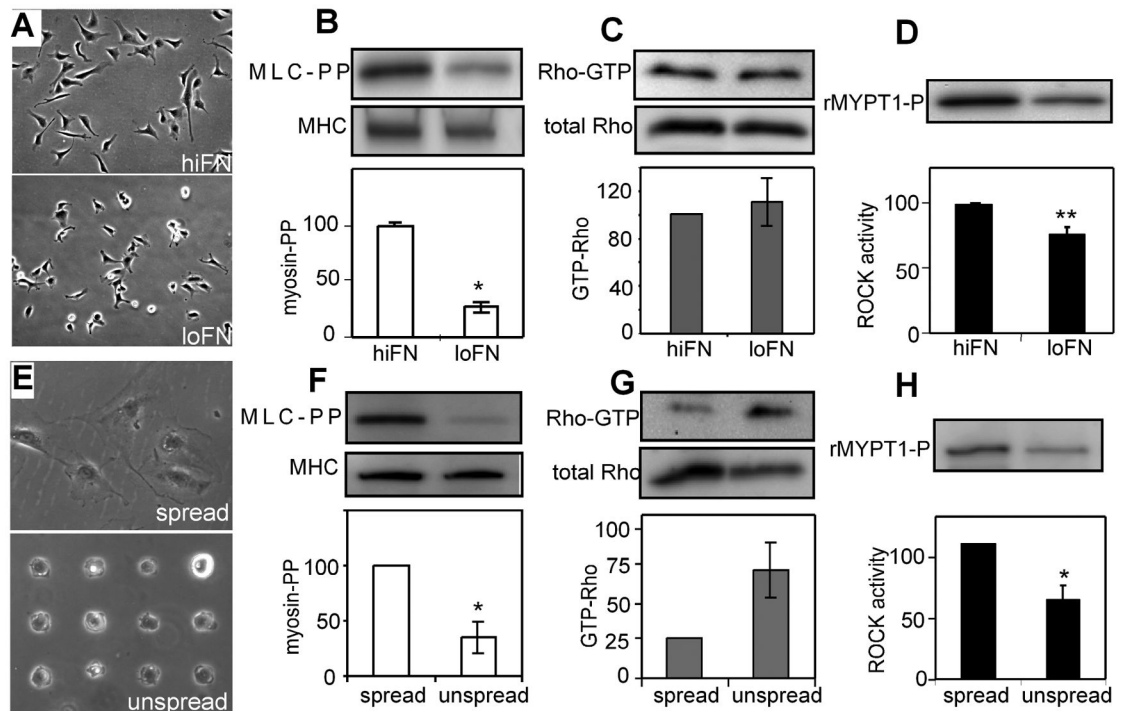 A
hiFN
loFN
B
MLC-PP
MHC
myosin-PP
100
50
0
*
hiFN loFN
C
Rho-GTP
total Rho
GTP-Rho
120
80
40
0
hiFN loFN
D
rMYPT1-P
ROCK activity
100
50
0
**
hiFN loFN
E
spread
unspread
F
MLC-PP
MHC
myosin-PP
100
50
0
*
spread unspread
G
Rho-GTP
total Rho
GTP-Rho
100
75
50
25
0
spread unspread
H
rMYPT1-P
ROCK activity
100
50
0
*
spread unspread